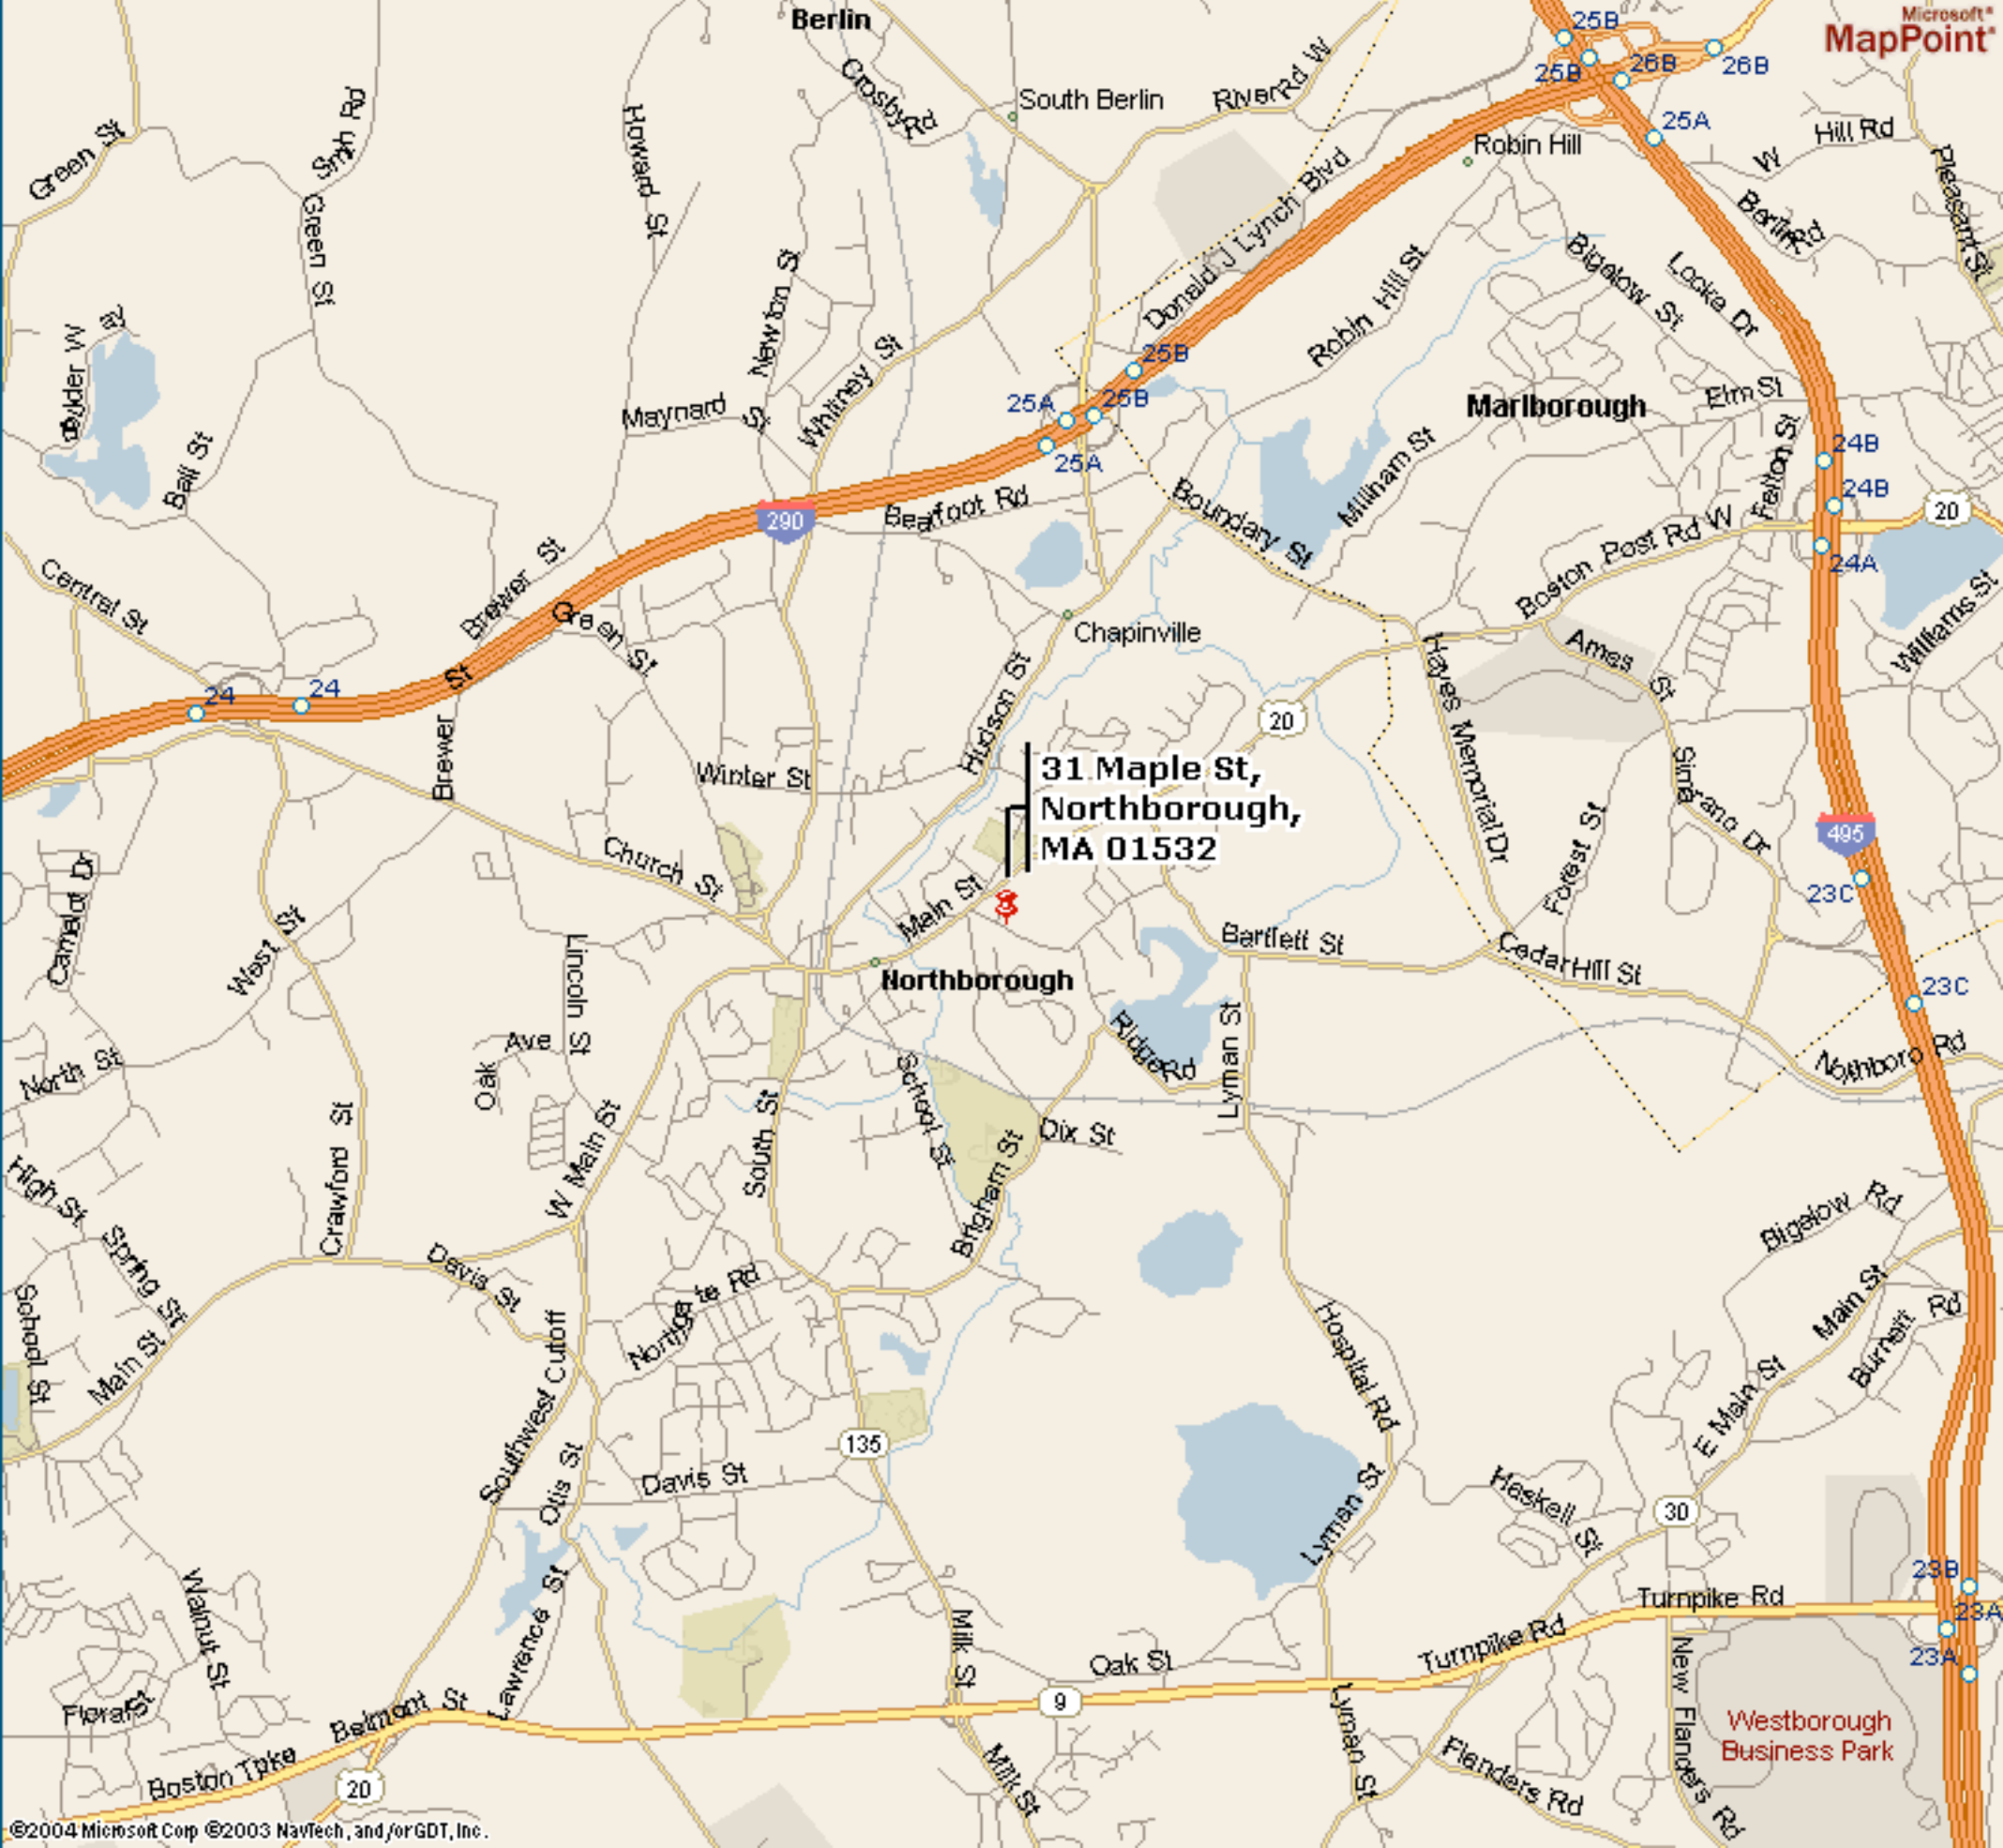 Berlin
25B
Microsoft®
MapPoint®
25B
26B
26B
Crosby Rd
South Berlin
River Rd W
25A
Hill Rd
W
Robin Hill
Green St
Smith Rd
Howard St
Donald J Lynch Blvd
Berlin Rd
Pleasant St
Green St
Newton St
Bigelow St
Locke Dr
Robin Hill St
ay
Whitney St
25B
Elm St
25A
25B
Marlborough
Maynard St
25A
Felton St
24B
Ball St
Millham St
24B
290
Bearfoot Rd
Boundary St
20
Boston Post Rd W
24A
Brewer St
Central St
Green St
Williams St
Chapinville
Ames St
St
Hudson St
Hayes Memorial Dr
24
24
20
Brewer
Winter St
31 Maple St,
Northborough,
MA 01532
Simarano Dr
495
Forest St
Church St
23C
Camelot Dr
Main St
Bartlett St
West St
Cedar Hill St
Lincoln St
Northborough
23C
Oak Ave
Ridge Rd
Lyman St
Northboro Rd
North St
School St
South St
Dix St
Crawford St
W Main St
Brigham St
High St
Bigelow Rd
Spring St
Davis St
Northgate Rd
School St
Main St
Hospital Rd
Main St
Burnett Rd
Southwest Cutoff
E Main St
135
Otis St
Davis St
Haskell St
30
Lyman St
23B
Walnut St
Turnpike Rd
23A
Lawrence St
Milk St
Oak St
Turnpike Rd
23A
New Flanders Rd
Floral St
Belmont St
9
Lyman St
Westborough
Business Park
Boston Tpke
20
Milk St
Flanders Rd
©2004 Microsoft Corp ©2003 NavTech, and/or GDT, Inc.